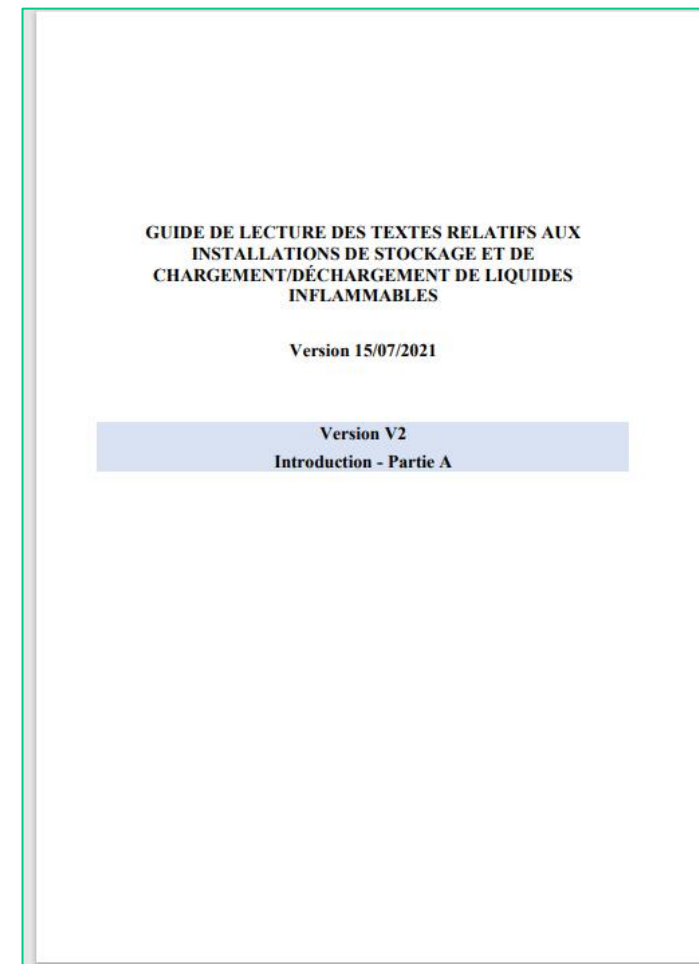 GUIDE DE LECTURE DES TEXTES RELATIFS AUX
INSTALLATIONS DE STOCKAGE ET DE
CHARGEMENT/DÉCHARGEMENT DE LIQUIDES
INFLAMMABLES
Version 15/07/2021
Version V2
Introduction - Partie A